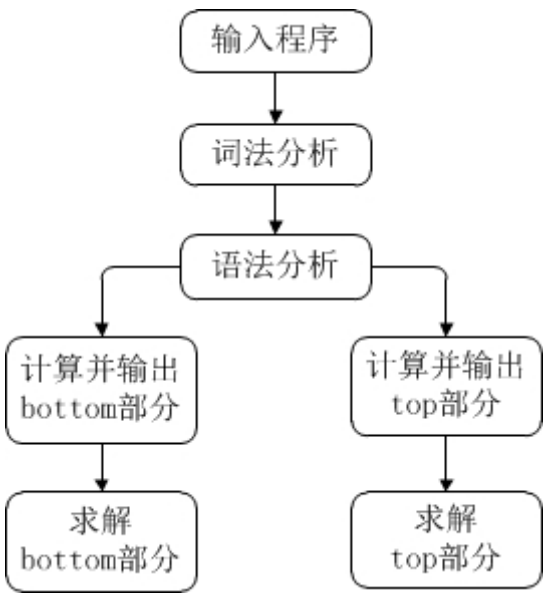 输入程序
词法分析
语法分析
计算并输出
bottom部分
计算并输出
top部分
求解
bottom部分
求解
top部分